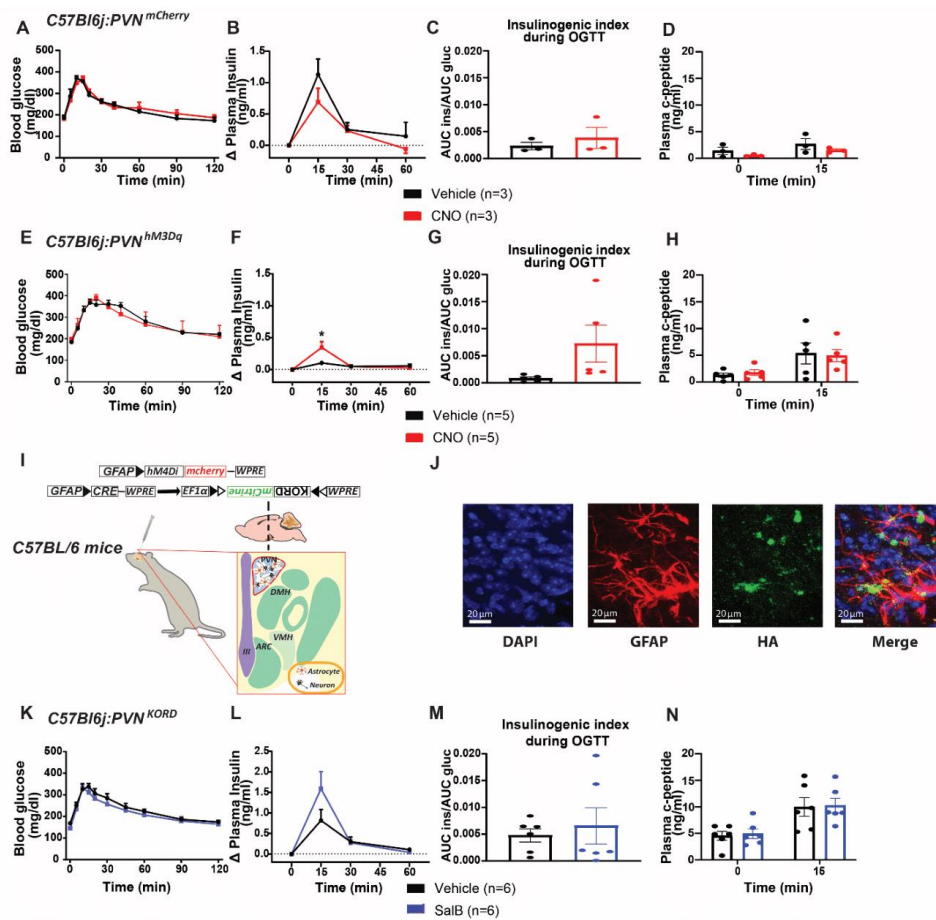 C57Bl6j:PVN mCherry
A
Blood glucose
(mg/dl)
400
300
200
100
0
0 30 60 90 120
Time (min)
B
Δ Plasma Insulin
(ng/ml)
1.5
1.0
0.5
0.0
0 15 30 45 60
Time (min)
C
Insulinogenic index
during OGTT
AUC ins/AUC gluc
0.020
0.015
0.010
0.005
0.000
D
Plasma c-peptide
(ng/ml)
20
15
10
5
0
0 15
Time (min)
Vehicle (n=3)
CNO (n=3)
E
C57Bl6j:PVN hM3Dq
Blood glucose
(mg/dl)
400
300
200
100
0
0 30 60 90 120
Time (min)
F
Δ Plasma Insulin
(ng/ml)
1.5
1.0
0.5
0.0
*
0 15 30 45 60
Time (min)
G
Insulinogenic index
during OGTT
AUC ins/AUC gluc
0.020
0.015
0.010
0.005
0.000
H
Plasma c-peptide
(ng/ml)
20
15
10
5
0
0 15
Time (min)
Vehicle (n=5)
CNO (n=5)
I
GFAP hM4Di mcherry WPRE
GFAP CRE WPRE EF1α mCitrine KORD WPRE
C57BL/6 mice
PVN
DMH
VMH
III
ARC
Astrocyte
Neuron
J
20 µm
20 µm
20 µm
20 µm
DAPI
GFAP
HA
Merge
K
C57Bl6j:PVN KORD
Blood glucose
(mg/dl)
400
300
200
100
0
0 30 60 90 120
Time (min)
L
Δ Plasma Insulin
(ng/ml)
2.5
2.0
1.5
1.0
0.5
0.0
0 15 30 45 60
Time (min)
M
Insulinogenic index
during OGTT
AUC ins/AUC gluc
0.020
0.015
0.010
0.005
0.000
N
Plasma c-peptide
(ng/ml)
20
15
10
5
0
0 15
Time (min)
Vehicle (n=6)
SalB (n=6)